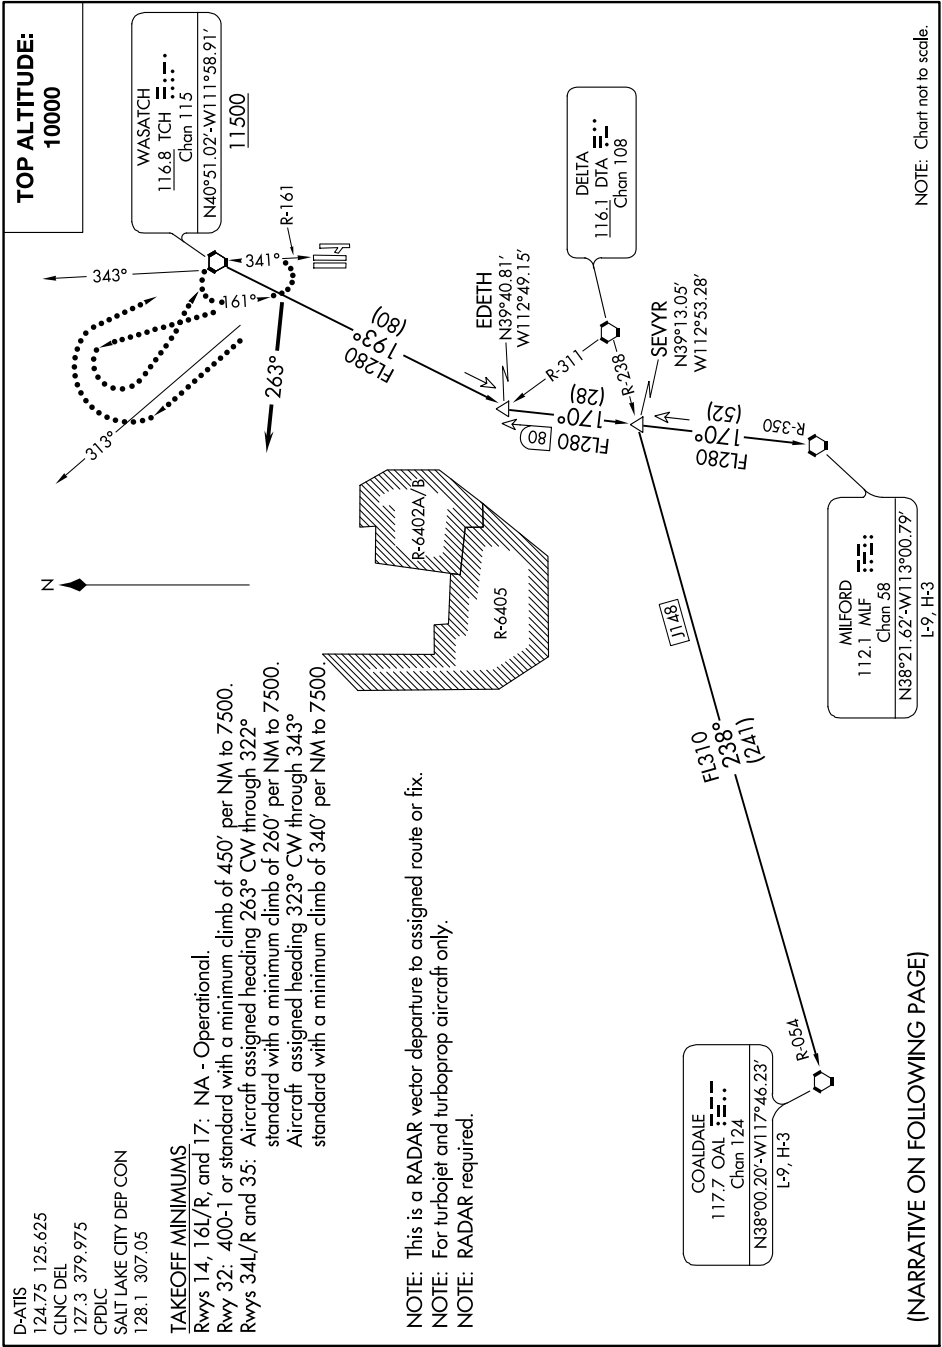 D-ATIS
124.75 125.625
CLNC DEL
127.3 379.975
CPDLC
SALT LAKE CITY DEP CON
128.1 307.05
TOP ALTITUDE:
10000
TAKEOFF MINIMUMS
Rwys 14, 16L/R, and 17: NA - Operational.
Rwy 32: 400-1 or standard with a minimum climb of 450' per NM to 7500.
Rwys 34L/R and 35: Aircraft assigned heading 263° CW through 322°
standard with a minimum climb of 260' per NM to 7500.
Aircraft assigned heading 323° CW through 343°
standard with a minimum climb of 340' per NM to 7500.
NOTE: This is a RADAR vector departure to assigned route or fix.
NOTE: For turbojet and turboprop aircraft only.
NOTE: RADAR required.
N
WASATCH
116.8 TCH
Chan 115
N40°51.02'-W111°58.91'
11500
343°
341°
R-161
161°
263°
313°
FL280
193°
(80)
EDETH
N39°40.81'
W112°49.15'
DELTA
116.1 DTA
Chan 108
R-311
R-238
80
FL280
170°
(28)
SEVYR
N39°13.05'
W112°53.28'
FL280
170°
(52)
R-350
R-6402A/B
R-6405
MILFORD
112.1 MLF
Chan 58
N38°21.62'-W113°00.79'
L-9, H-3
J148
FL310
238°
(241)
R-054
COALDALE
117.7 OAL
Chan 124
N38°00.20'-W117°46.23'
L-9, H-3
NOTE: Chart not to scale.
(NARRATIVE ON FOLLOWING PAGE)